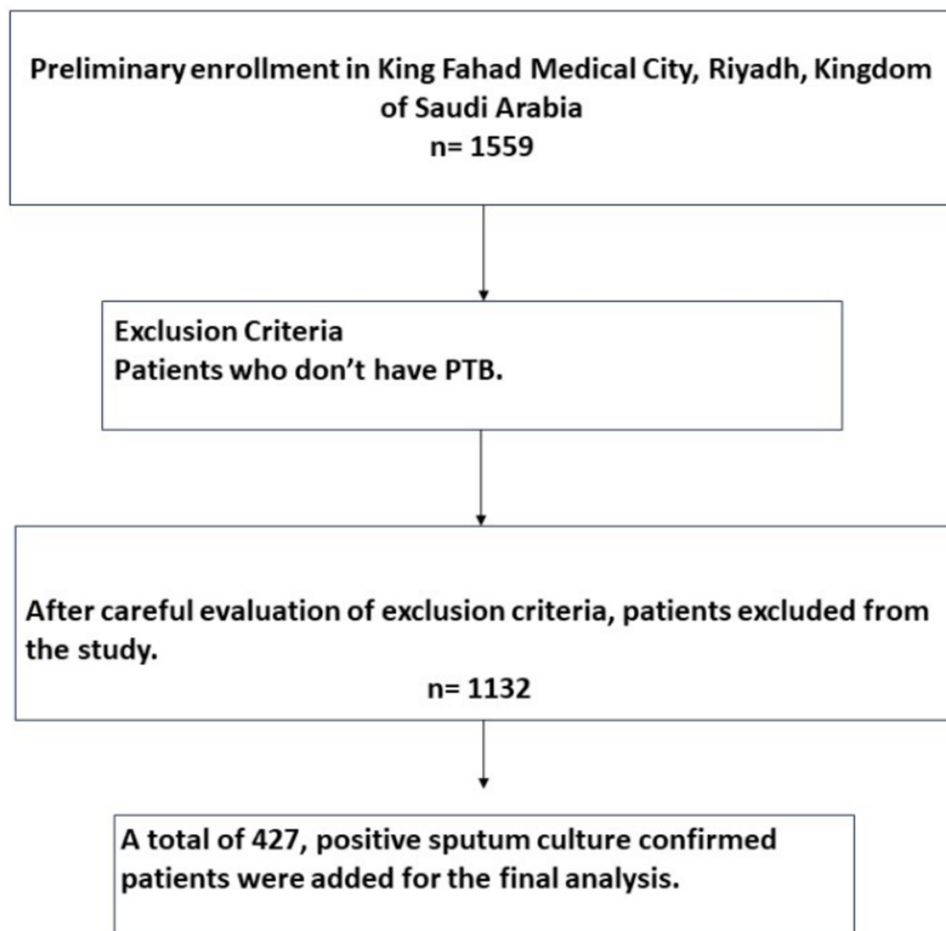 Preliminary enrollment in King Fahad Medical City, Riyadh, Kingdom
of Saudi Arabia
n= 1559
Exclusion Criteria
Patients who don’t have PTB.
After careful evaluation of exclusion criteria, patients excluded from
the study.
n= 1132
A total of 427, positive sputum culture confirmed
patients were added for the final analysis.